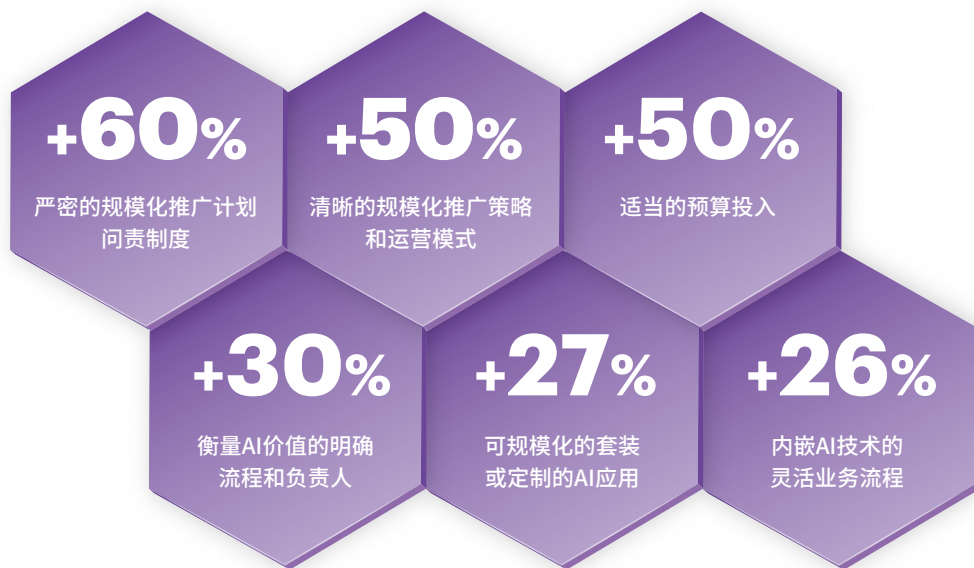 +60%
严密的规模化推广计划
问责制度
+50%
清晰的规模化推广策略
和运营模式
+50%
适当的预算投入
+30%
衡量AI价值的明确
流程和负责人
+27%
可规模化的套装
或定制的AI应用
+26%
内嵌AI技术的
灵活业务流程